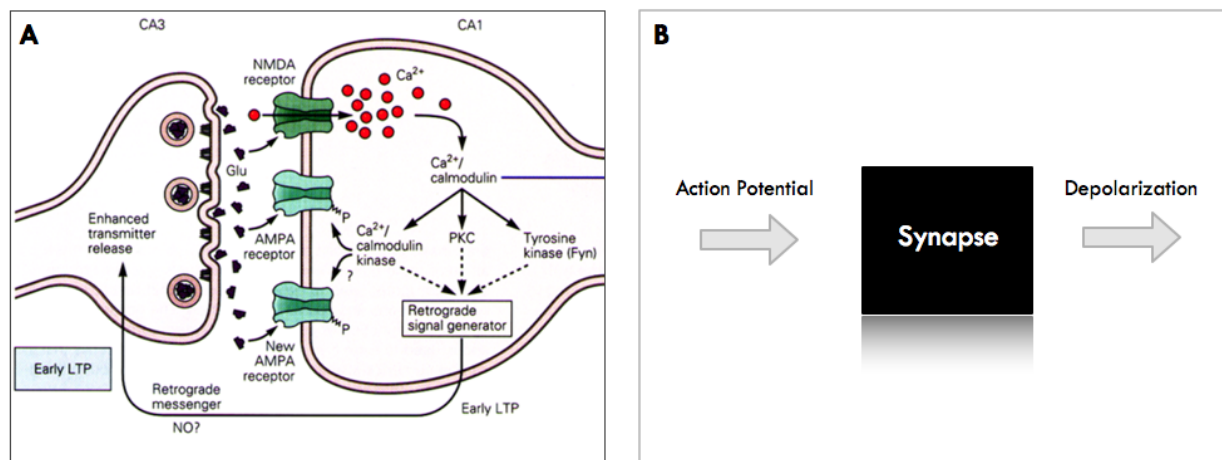 A
CA3
CA1
NMDA
receptor
Ca2+
Glu
Ca2+/
calmodulin
Enhanced
transmitter
release
P
AMPA
receptor
Ca2+/
calmodulin
kinase
PKC
Tyrosine
kinase (Fyn)
?
Retrograde
signal generator
P
New
AMPA
receptor
Early LTP
Retrograde
messenger
NO?
Early LTP
B
Action Potential
Synapse
Depolarization